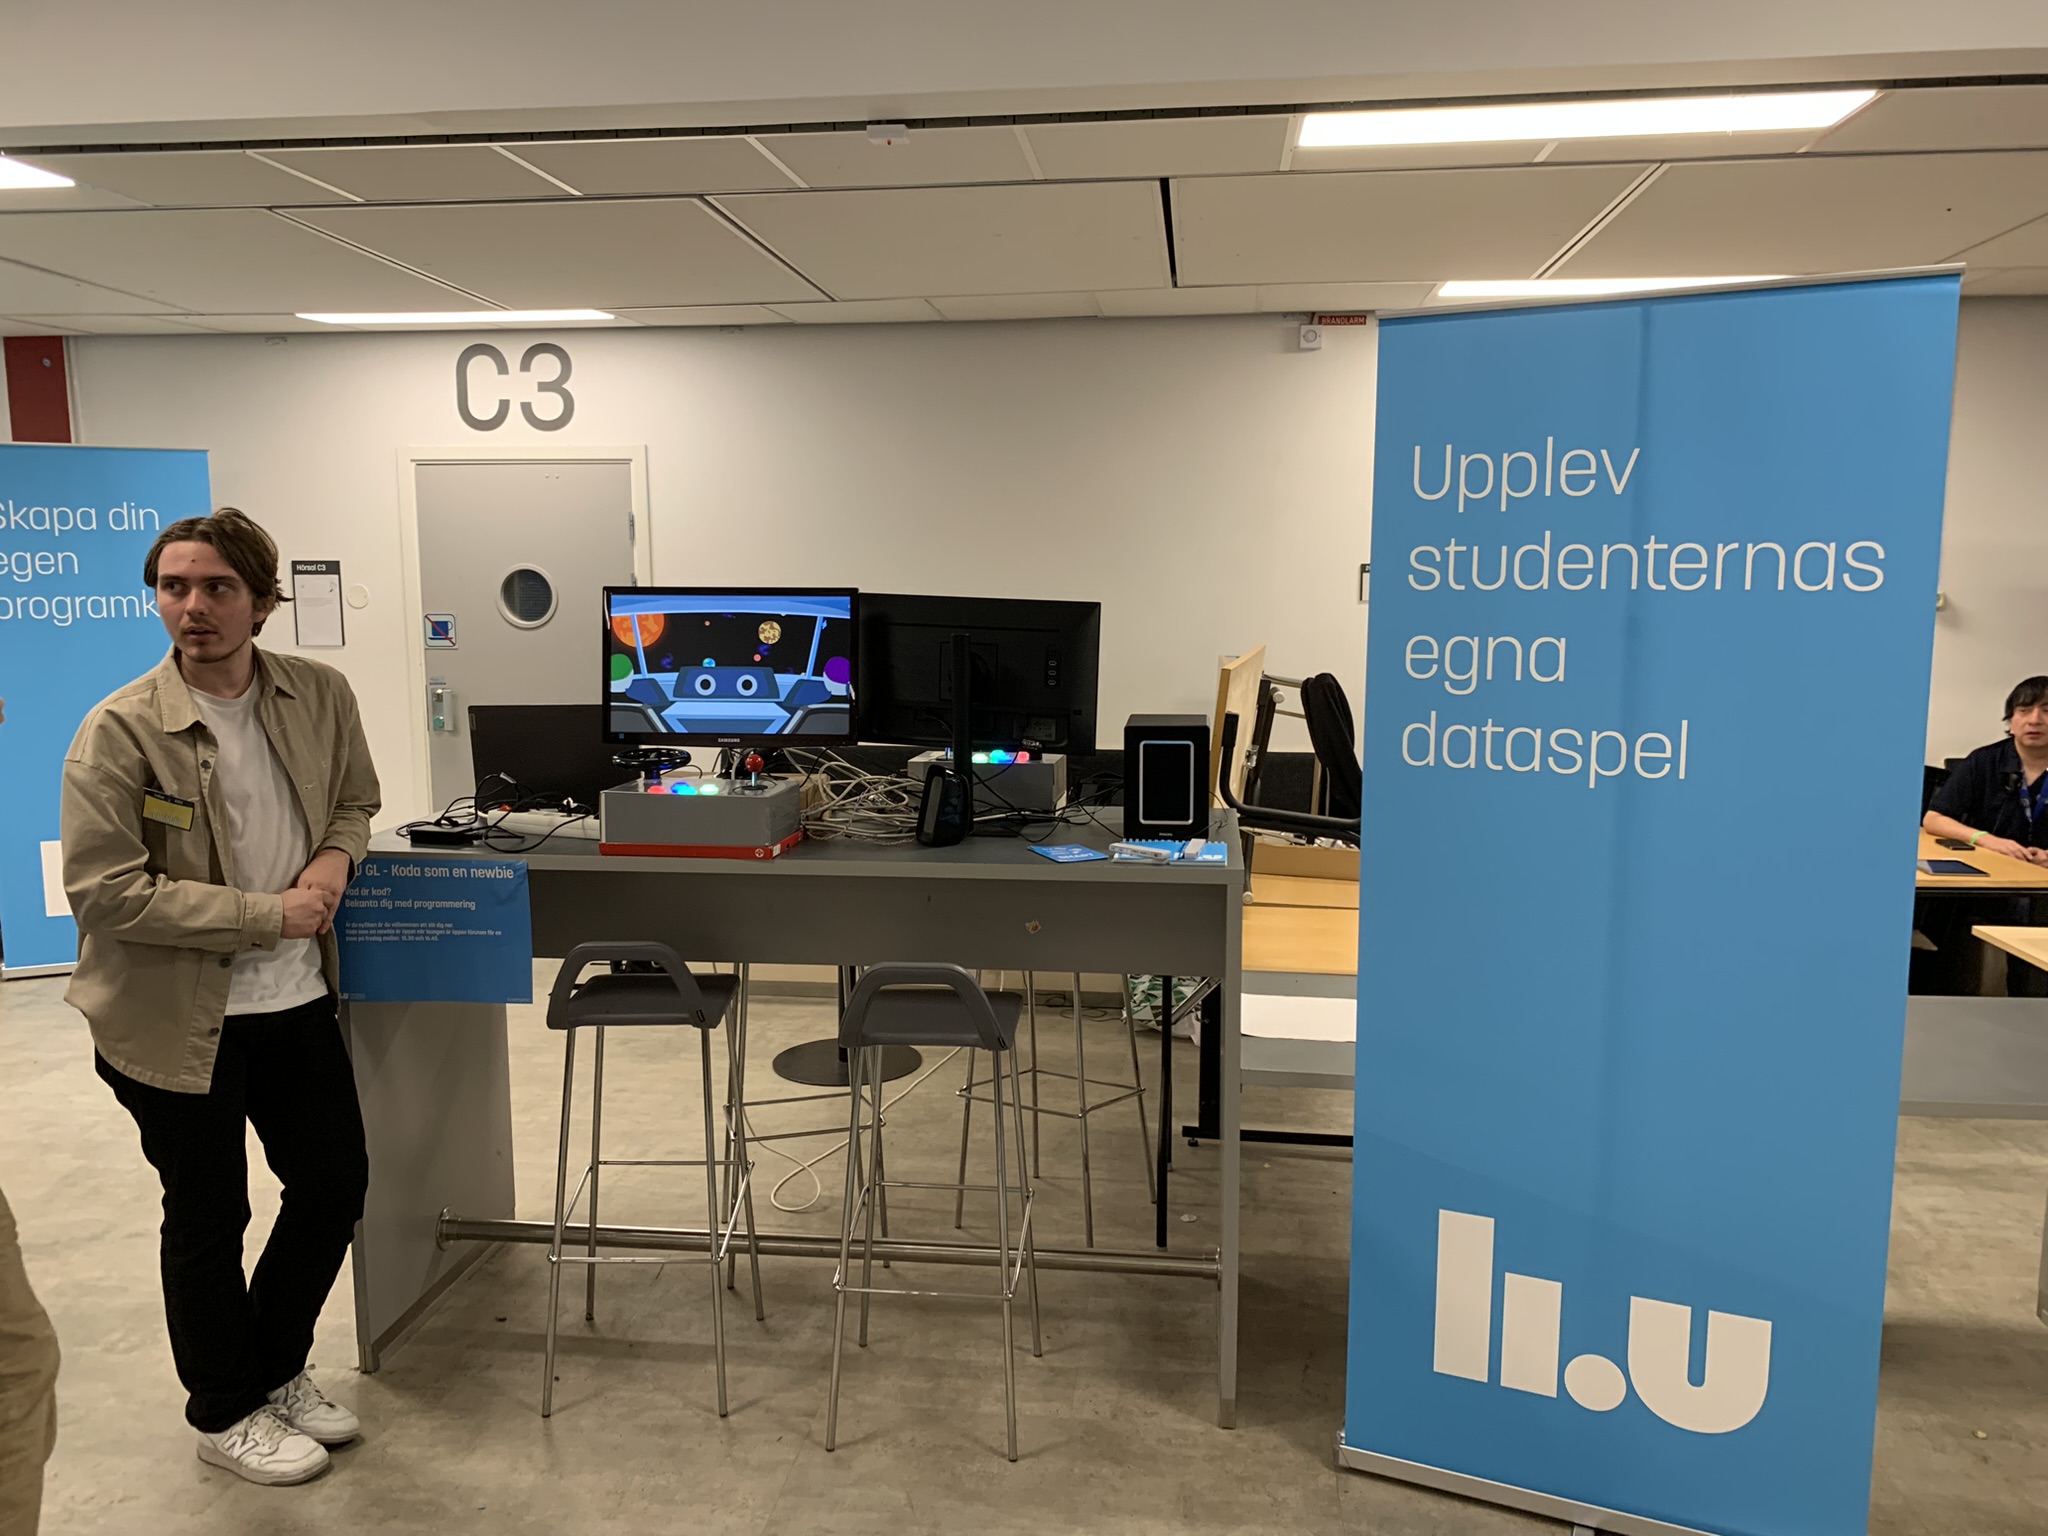 BRANDLARM
C3
Skapa din
egen
programk
Hörsal C3
Upplev
studenternas
egna
dataspel
li.u
SAMSUNG
GL - Koda som en newbie
Vad är kod?
Bekanta dig med programmering